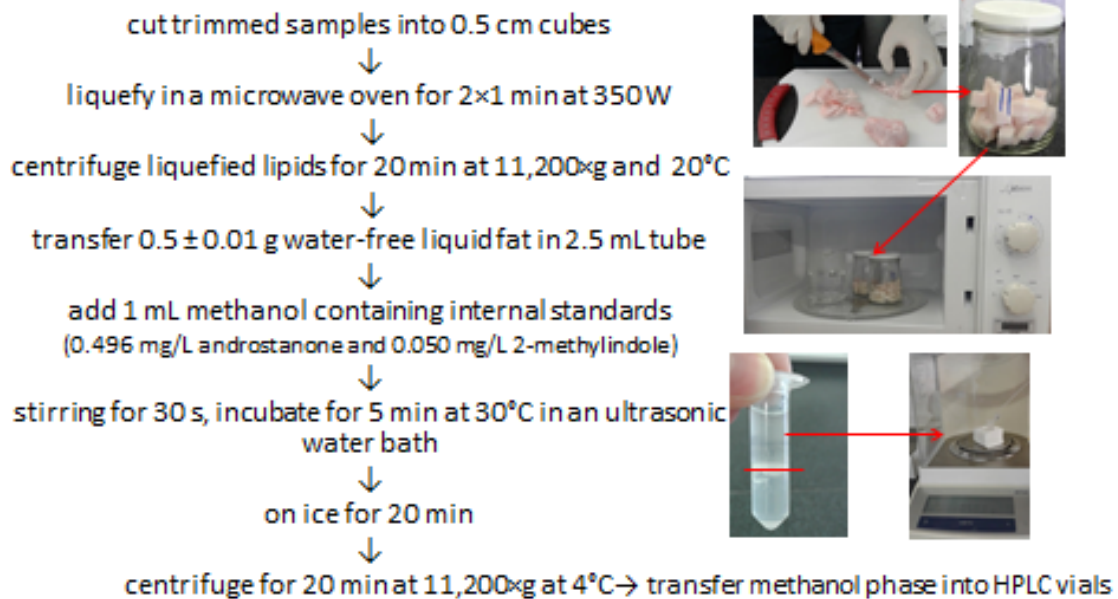 cut trimmed samples into 0.5 cm cubes
↓
liquefy in a microwave oven for 2×1 min at 350 W
↓
centrifuge liquefied lipids for 20 min at 11,200×g and 20°C
↓
transfer 0.5 ± 0.01 g water-free liquid fat in 2.5 mL tube
↓
add 1 mL methanol containing internal standards
(0.496 mg/L androstanone and 0.050 mg/L 2-methylindole)
↓
stirring for 30 s, incubate for 5 min at 30°C in an ultrasonic
water bath
↓
on ice for 20 min
↓
centrifuge for 20 min at 11,200×g at 4°C→ transfer methanol phase into HPLC vials